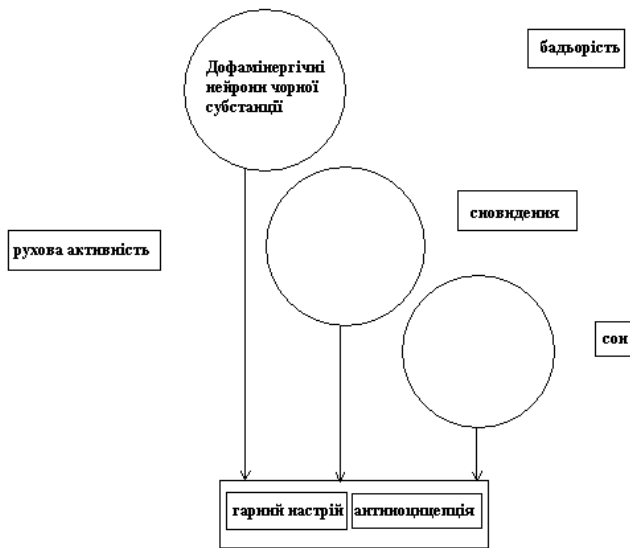 Дофамінергічні
нейрони чорної
субстанції
бадьорість
сновидення
рухова активність
сон
гарний настрій
антиноцицепція